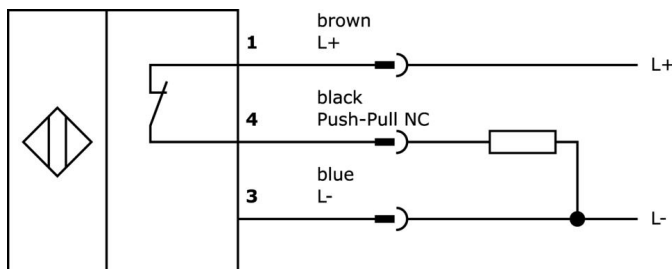 brown
1 L+
L+
black
4 Push-Pull NC
blue
3 L-
L-